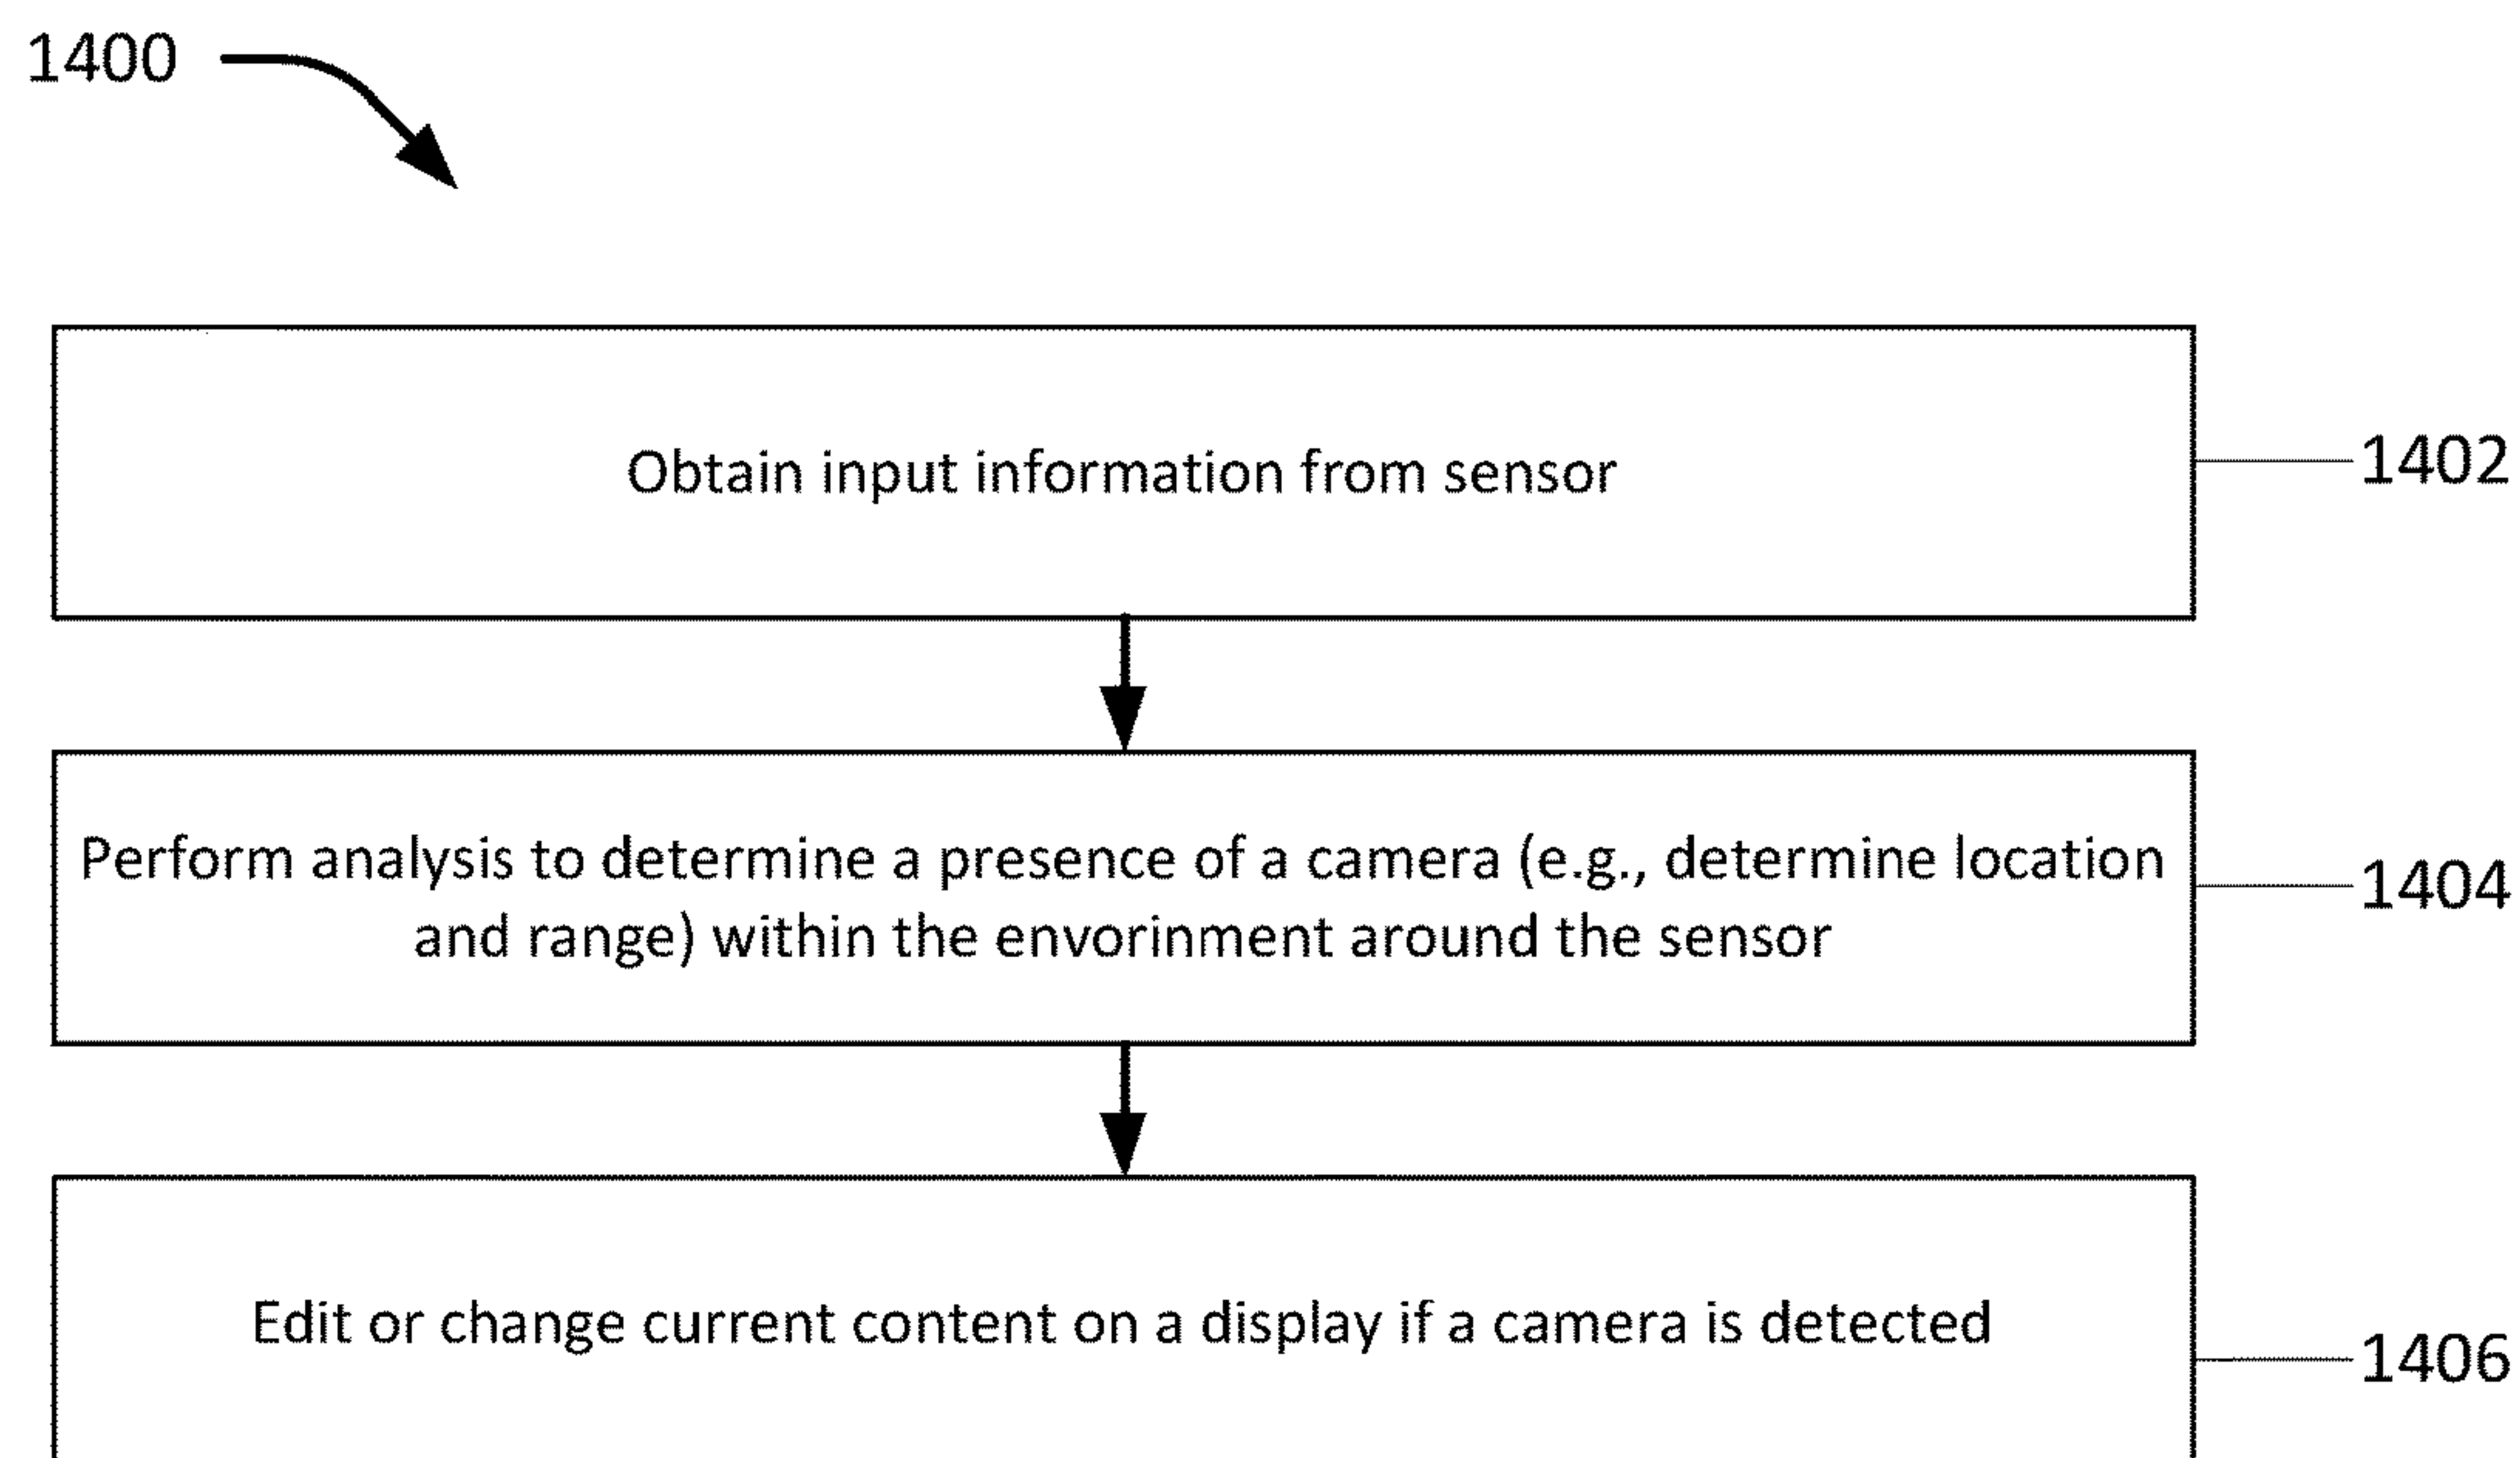 1400
Obtain input information from sensor
1402
Perform analysis to determine a presence of a camera (e.g., determine location
and range) within the envorinment around the sensor
1404
Edit or change current content on a display if a camera is detected
1406